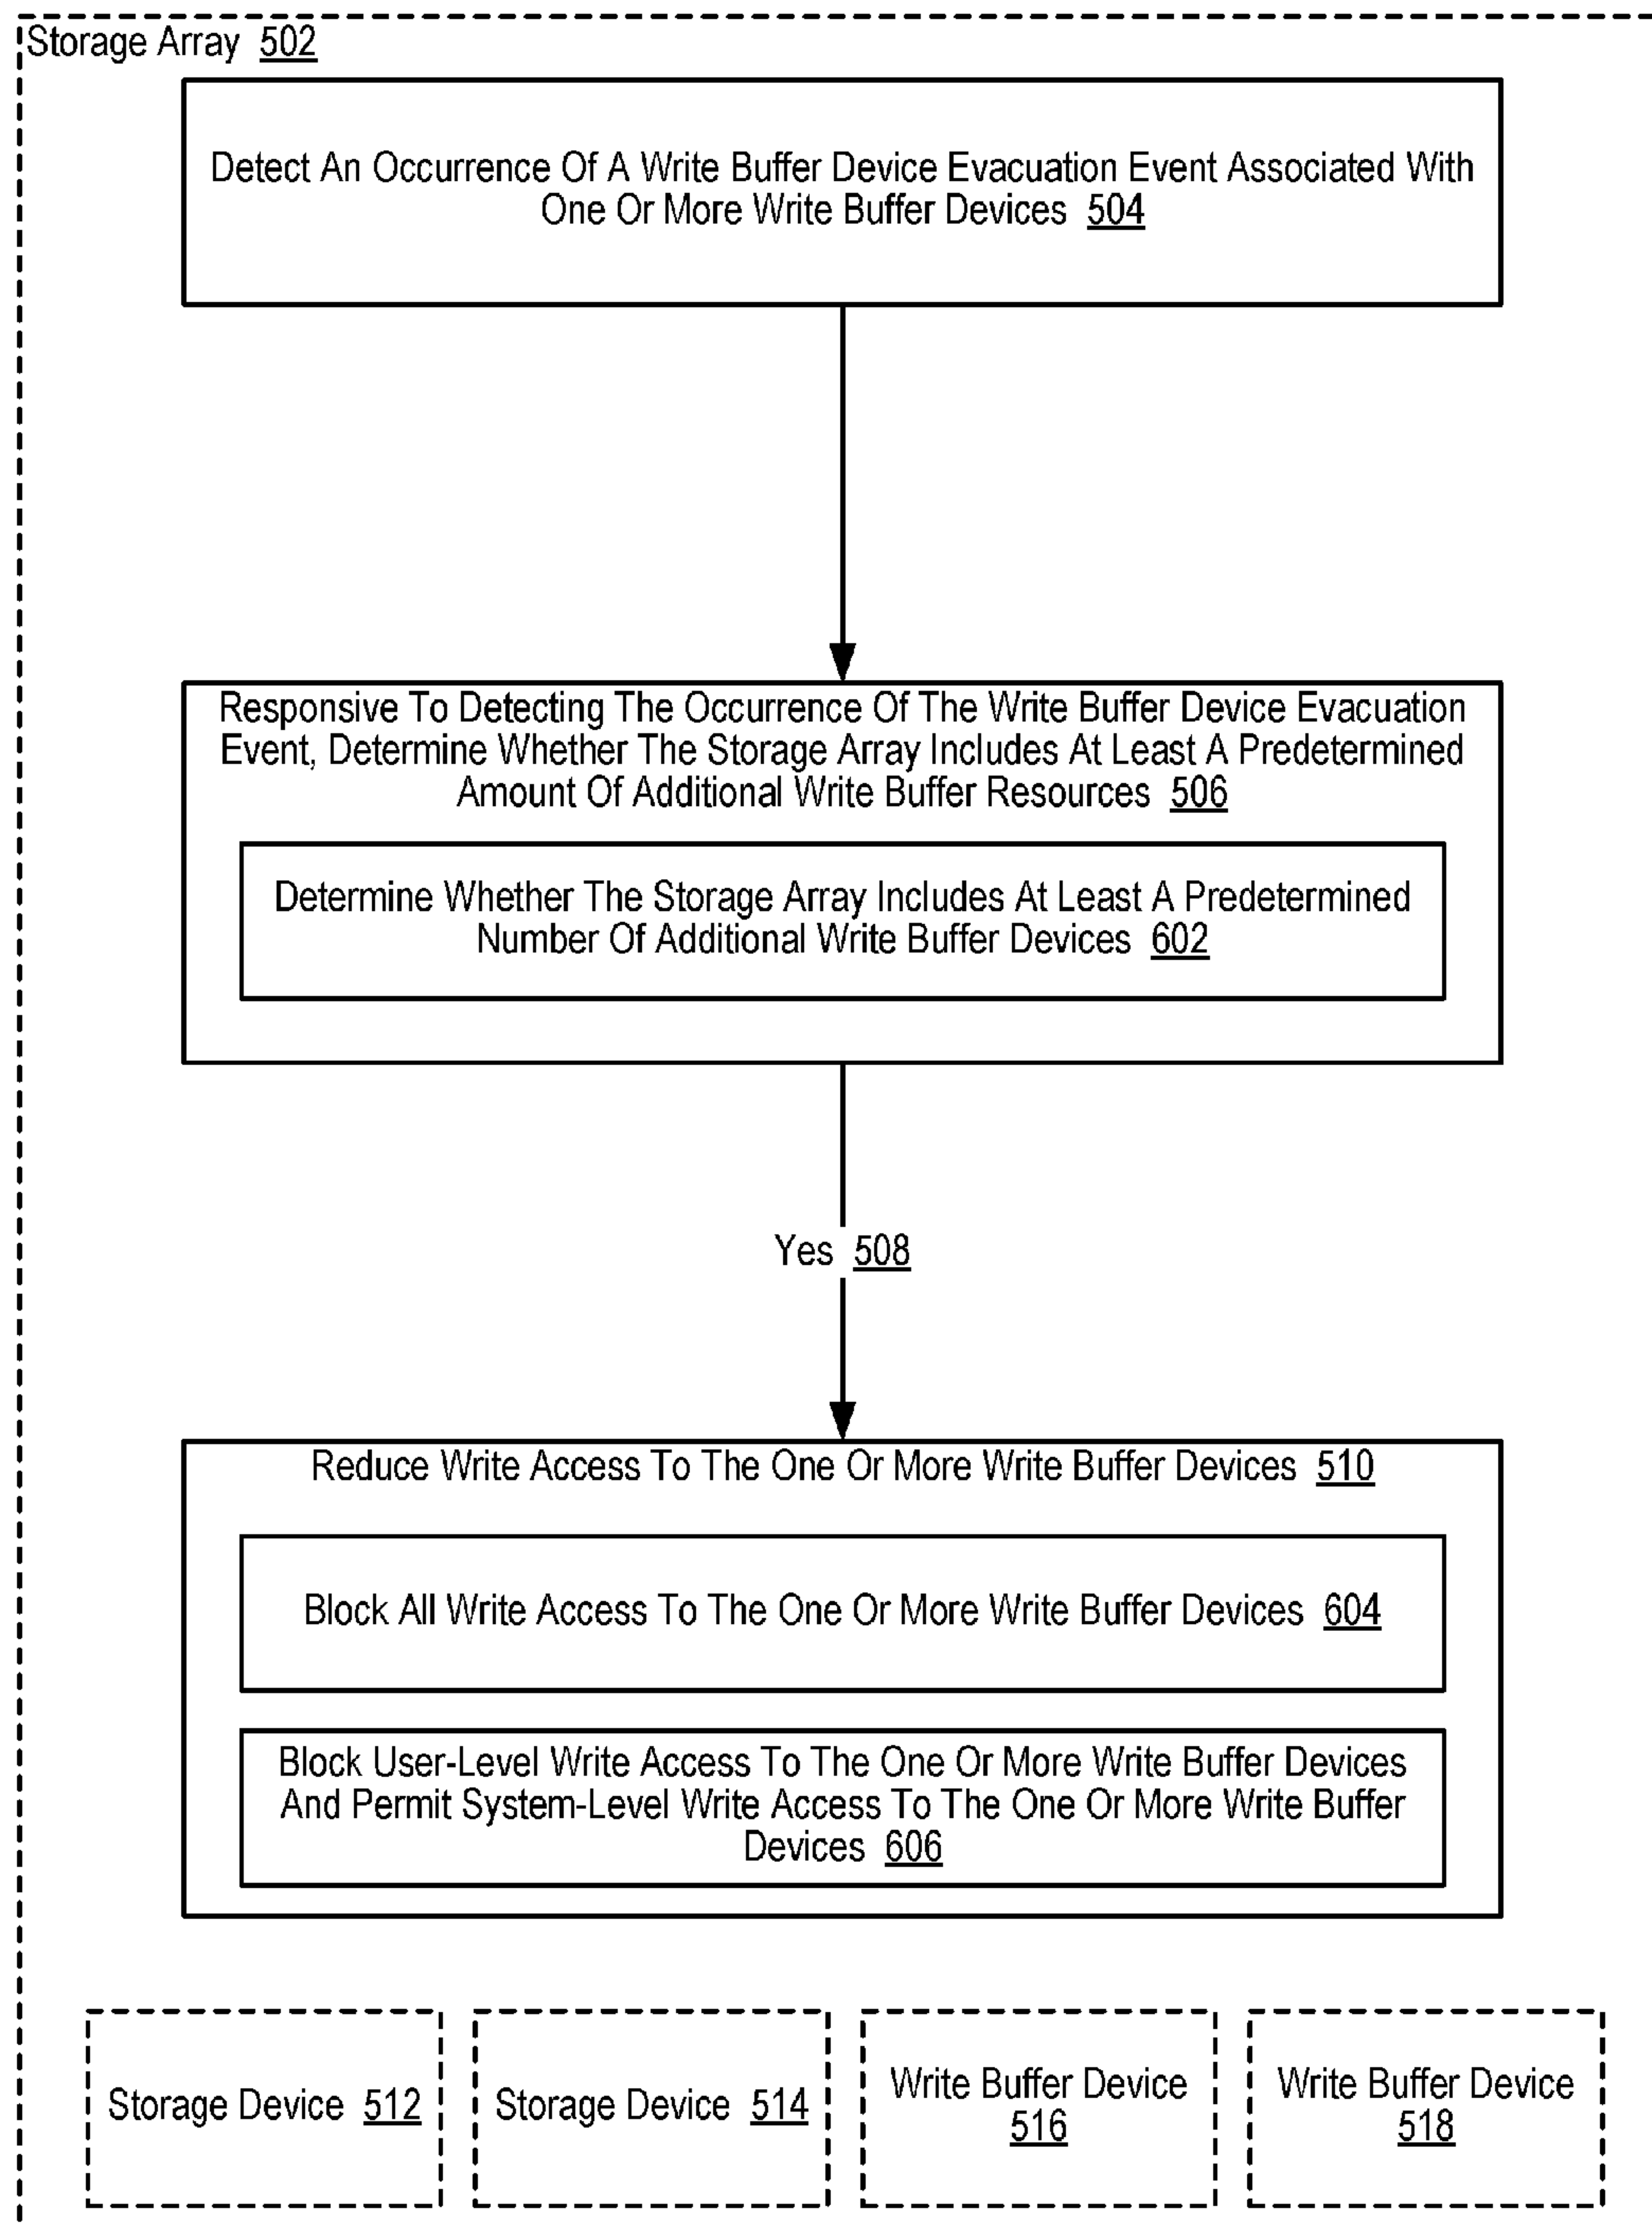 Storage Array 502
Detect An Occurrence Of A Write Buffer Device Evacuation Event Associated With
One Or More Write Buffer Devices 504
Responsive To Detecting The Occurrence Of The Write Buffer Device Evacuation
Event, Determine Whether The Storage Array Includes At Least A Predetermined
Amount Of Additional Write Buffer Resources 506
Determine Whether The Storage Array Includes At Least A Predetermined
Number Of Additional Write Buffer Devices 602
Yes 508
Reduce Write Access To The One Or More Write Buffer Devices 510
Block All Write Access To The One Or More Write Buffer Devices 604
Block User-Level Write Access To The One Or More Write Buffer Devices
And Permit System-Level Write Access To The One Or More Write Buffer
Devices 606
Storage Device 512
Storage Device 514
Write Buffer Device
516
Write Buffer Device
518